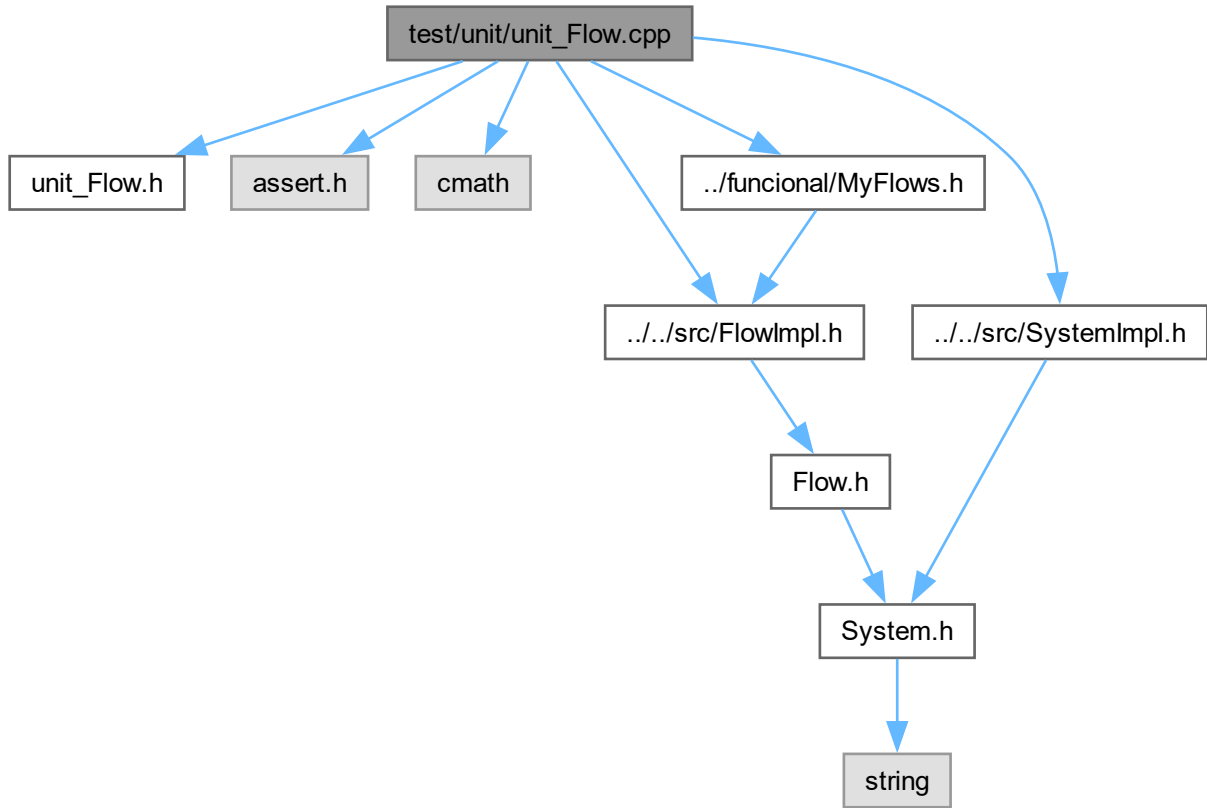 test/unit/unit_Flow.cpp
unit_Flow.h
assert.h
cmath
../funcional/MyFlows.h
../../src/FlowImpl.h
../../src/SystemImpl.h
Flow.h
System.h
string